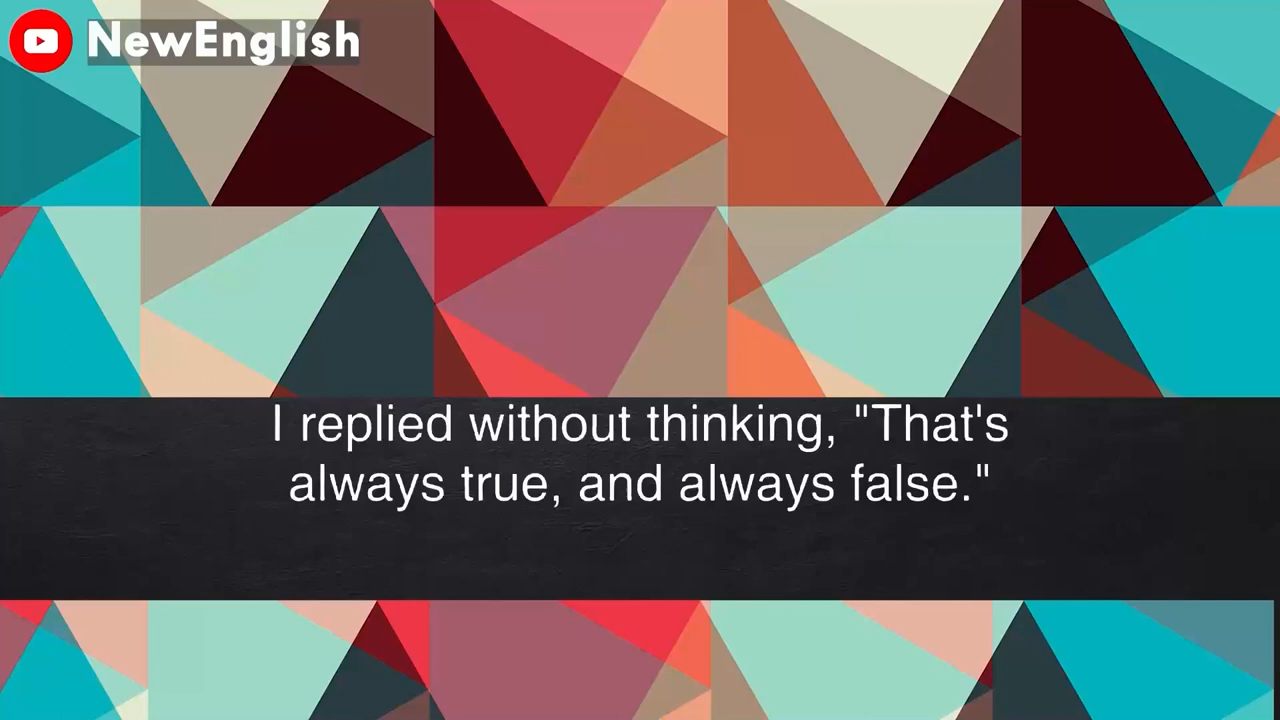 NewEnglish
I replied without thinking, "That's
always true, and always false."